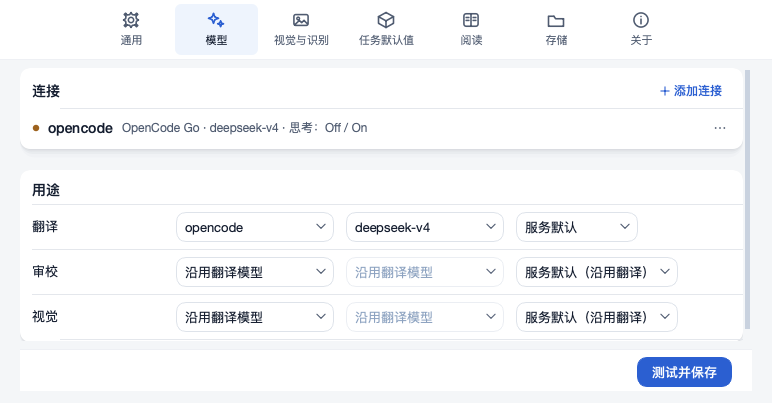 通用 模型 视觉与识别 任务默认值 阅读 存储 关于
连接 + 添加连接
opencode OpenCode Go · deepseek-v4 · 思考：Off / On ···
用途
翻译 opencode deepseek-v4 服务默认
审校 沿用翻译模型 沿用翻译模型 服务默认（沿用翻译）
视觉 沿用翻译模型 沿用翻译模型 服务默认（沿用翻译）
测试并保存